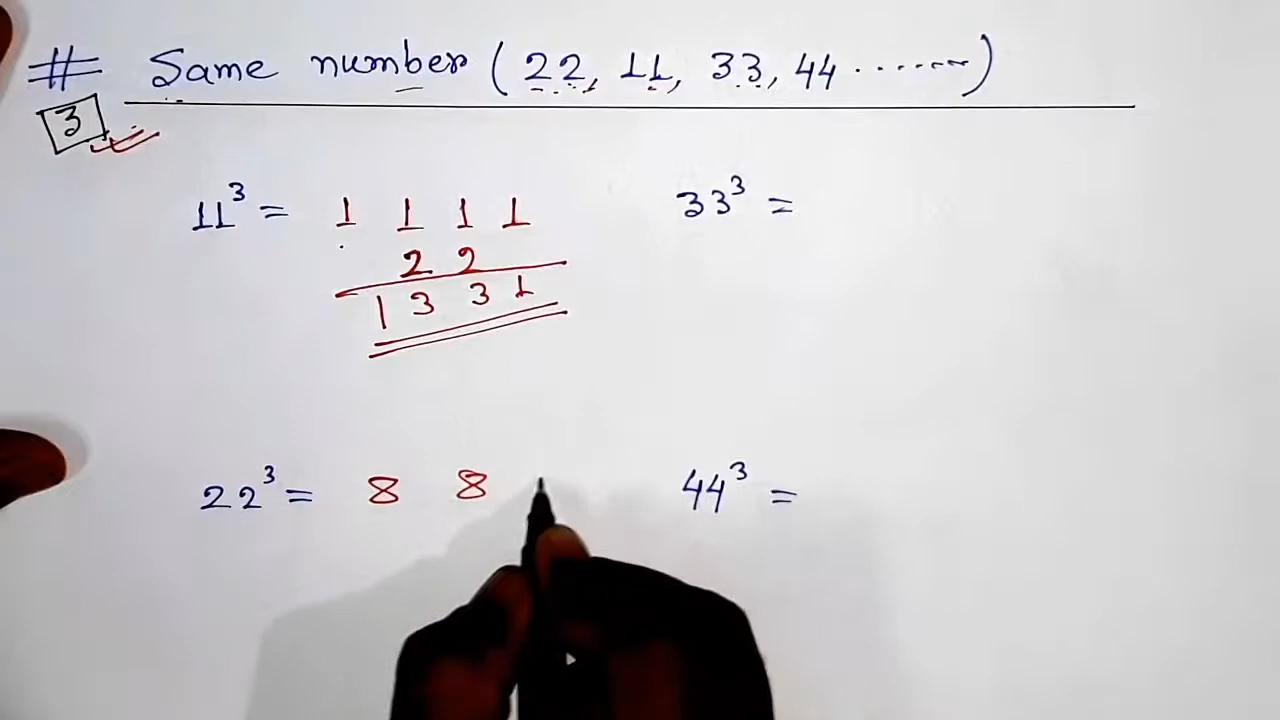 # Same number (22, 11, 33, 44 ........)
3
11³ = 1 1 1 1
2 2
1 3 3 1
33³ =
22³ = 8 8
44³ =